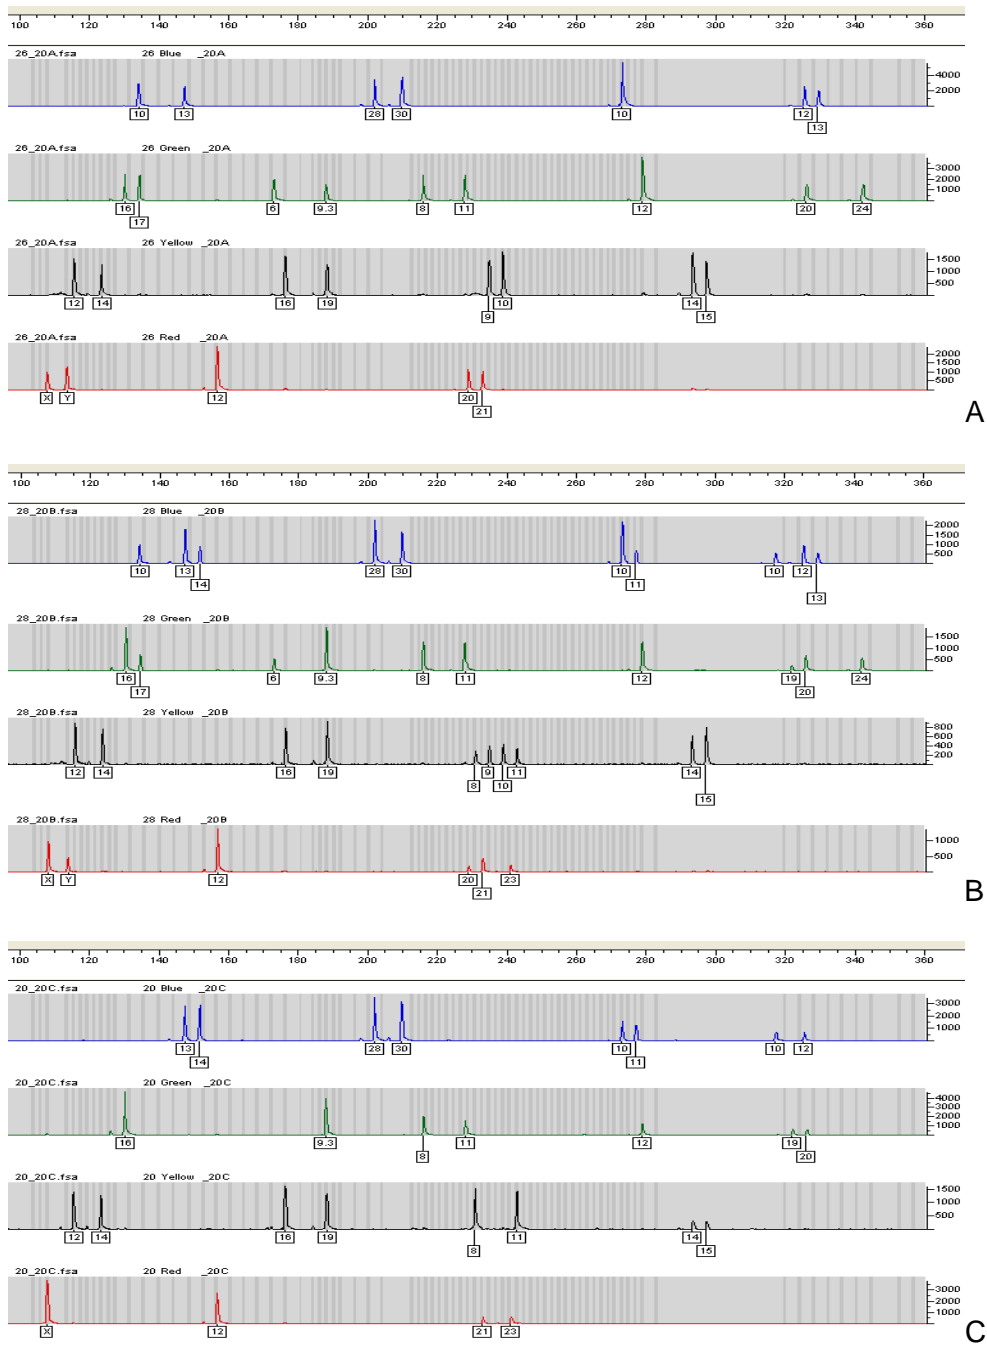 100 120 140 160 180 200 220 240 260 280 300 320 340 360
26_20A.fsa 26 Blue _20A
4000
2000
10 13 28 30 10 12
13
26_20A.fsa 26 Green _20A
3000
2000
1000
16 6 9.3 8 11 12 20 24
17
26_20A.fsa 26 Yellow _20A
1500
1000
500
12 14 16 19 10 14
9 15
26_20A.fsa 26 Red _20A
2000
1500
1000
500
X Y 12 20
21
A
100 120 140 160 180 200 220 240 260 280 300 320 340 360
28_20B.fsa 28 Blue _20B
2000
1500
1000
500
10 13 28 30 10 10 12
14 11
13
28_20B.fsa 28 Green _20B
1500
1000
500
16 6 9.3 8 11 12 19 24
17 20
28_20B.fsa 28 Yellow _20B
800
600
400
200
12 14 16 19 9 11 14
8 10
15
28_20B.fsa 28 Red _20B
1000
500
X Y 12 20 23
21
B
100 120 140 160 180 200 220 240 260 280 300 320 340 360
20_20C.fsa 20 Blue _20C
3000
2000
1000
13 28 30 10 10 12
14 11
20_20C.fsa 20 Green _20C
4000
3000
2000
1000
16 9.3 11 12 19
8 20
20_20C.fsa 20 Yellow _20C
1500
1000
500
12 14 16 19 11 14
8 15
20_20C.fsa 20 Red _20C
3000
2000
1000
X 12 21 23
C